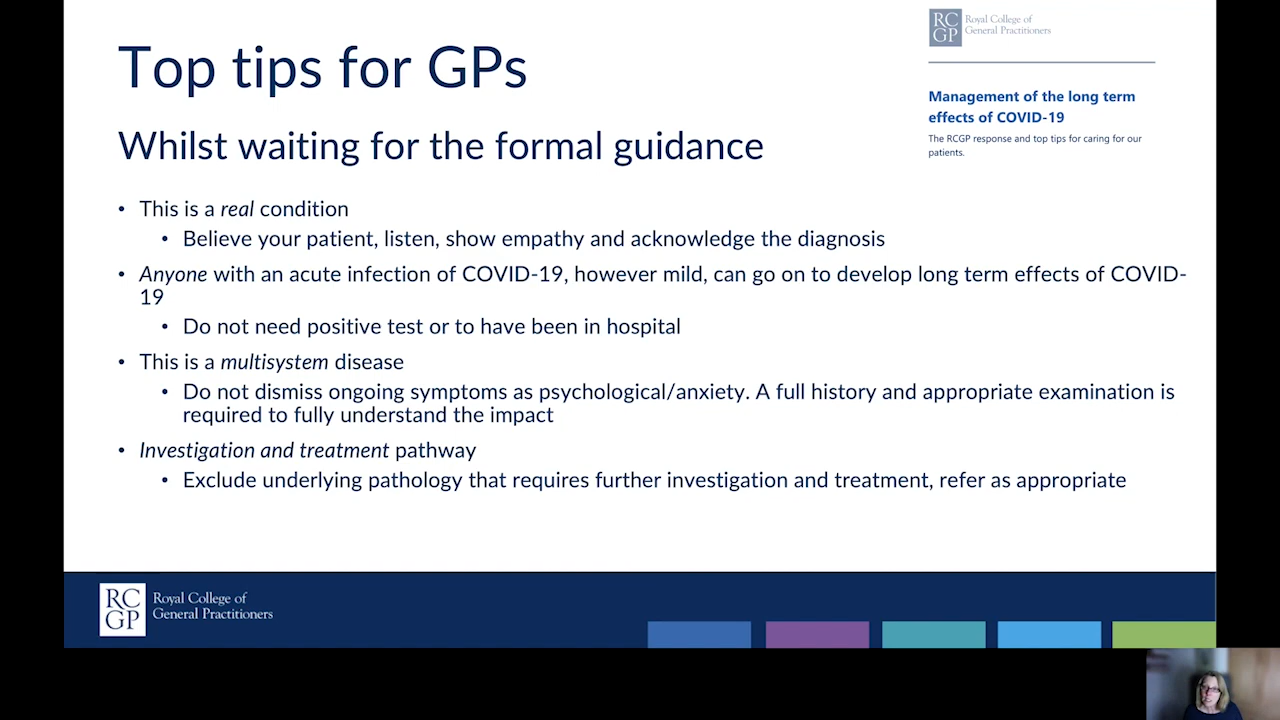 Top tips for GPs
Whilst waiting for the formal guidance
RC
GP
Royal College of
General Practitioners
Management of the long term
effects of COVID-19
The RCGP response and top tips for caring for our
patients.
• This is a real condition
• Believe your patient, listen, show empathy and acknowledge the diagnosis
• Anyone with an acute infection of COVID-19, however mild, can go on to develop long term effects of COVID-
19
• Do not need positive test or to have been in hospital
• This is a multisystem disease
• Do not dismiss ongoing symptoms as psychological/anxiety. A full history and appropriate examination is
required to fully understand the impact
• Investigation and treatment pathway
• Exclude underlying pathology that requires further investigation and treatment, refer as appropriate
RC
GP
Royal College of
General Practitioners